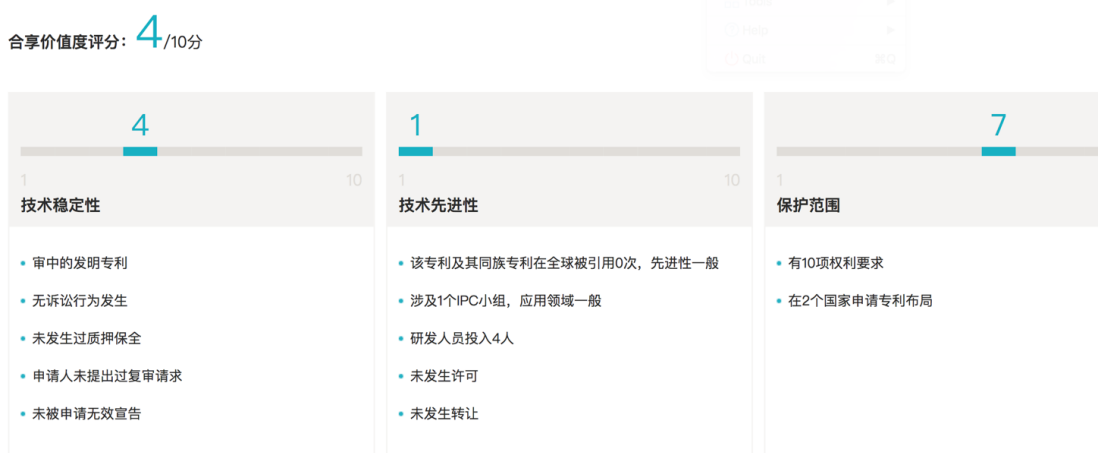 合享价值度评分：4/10分
4
1 10
技术稳定性
• 审中的发明专利
• 无诉讼行为发生
• 未发生过质押保全
• 申请人未提出过复审请求
• 未被申请无效宣告
1
1 10
技术先进性
• 该专利及其同族专利在全球被引用0次，先进性一般
• 涉及1个IPC小组，应用领域一般
• 研发人员投入4人
• 未发生许可
• 未发生转让
7
1
保护范围
• 有10项权利要求
• 在2个国家申请专利布局
Help
Quit